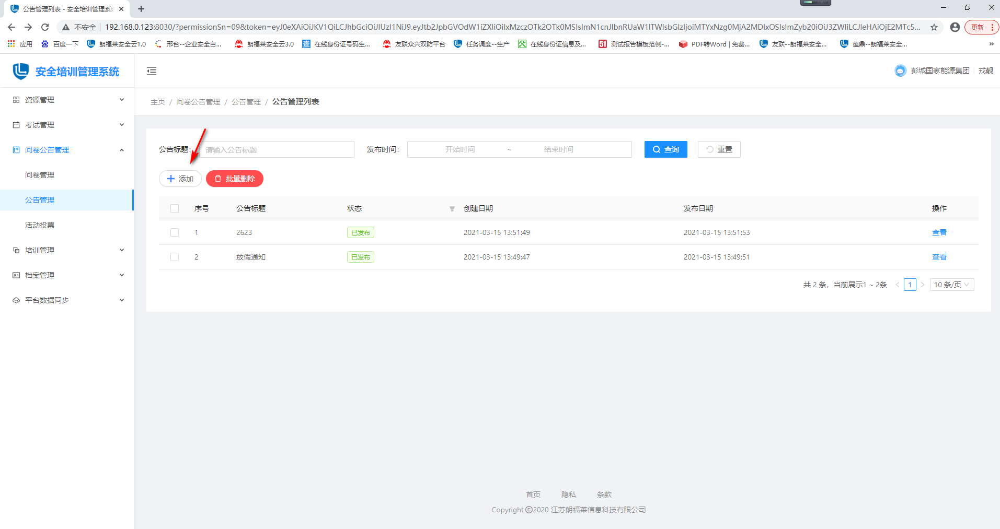 公告管理列表 - 安全培训管理系统
不安全 192.168.0.123:8030/?permissionSn=09&token=eyJ0eXAiOiJKV1QiLCJhbGciOiJIUzI1NiJ9.eyJtb2JpbGVOdW1iZXIiOiIxMzczOTk2OTk0MSIsImN1cnJlbnRUaW1lTWlsbGlzIjoiMTYxNzg0MjA2MDIxOSIsImZyb20iOiJ3ZWIiLCJleHAiOjE2MTc5... 更新
应用 百度一下 朗福莱安全云1.0 邢台--企业安全自... 朗福莱安全云3.0 在线身份证号码生... 友联众兴双防平台 任务调度--生产 在线身份证信息及... 测试报告模板范例-... PDF转Word | 免费... 友联--朗福莱安全... 蕴鼎--朗福莱安全... »
安全培训管理系统
彭城国家能源集团 戎靓
资源管理
考试管理
问卷公告管理
问卷管理
公告管理
活动投票
培训管理
档案管理
平台数据同步
主页 / 问卷公告管理 / 公告管理 / 公告管理列表
公告标题: 请输入公告标题 发布时间: 开始时间 ~ 结束时间 查询 重置
添加 批量删除
序号 公告标题 状态 创建日期 发布日期 操作
1 2623 已发布 2021-03-15 13:51:49 2021-03-15 13:51:53 查看
2 放假通知 已发布 2021-03-15 13:49:47 2021-03-15 13:49:51 查看
共 2 条，当前展示1 ~ 2条 < 1 > 10 条/页
首页 隐私 条款
Copyright ©2020 江苏朗福莱信息科技有限公司